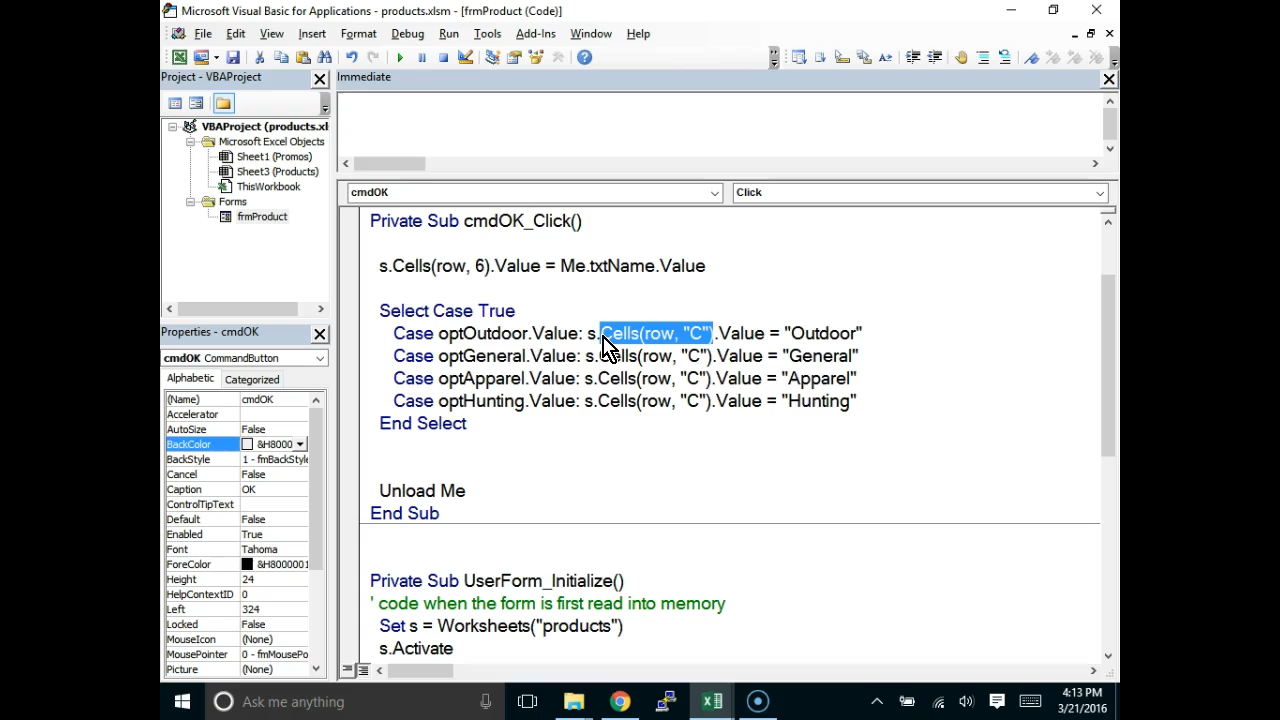 Microsoft Visual Basic for Applications - products.xlsm - [frmProduct (Code)]
File Edit View Insert Format Debug Run Tools Add-Ins Window Help
Project - VBAProject
Immediate
VBAProject (products.xl
Microsoft Excel Objects
Sheet1 (Promos)
Sheet3 (Products)
ThisWorkbook
Forms
frmProduct
cmdOK
Click
Properties - cmdOK
cmdOK CommandButton
Alphabetic Categorized
(Name) cmdOK
Accelerator
AutoSize False
BackColor &H8000
BackStyle 1 - fmBackStyle
Cancel False
Caption OK
ControlTipText
Default False
Enabled True
Font Tahoma
ForeColor &H8000001
Height 24
HelpContextID 0
Left 324
Locked False
MouseIcon (None)
MousePointer 0 - fmMousePo
Picture (None)
Private Sub cmdOK_Click()
s.Cells(row, 6).Value = Me.txtName.Value
Select Case True
Case optOutdoor.Value: s.Cells(row, "C").Value = "Outdoor"
Case optGeneral.Value: s.Cells(row, "C").Value = "General"
Case optApparel.Value: s.Cells(row, "C").Value = "Apparel"
Case optHunting.Value: s.Cells(row, "C").Value = "Hunting"
End Select
Unload Me
End Sub
Private Sub UserForm_Initialize()
' code when the form is first read into memory
Set s = Worksheets("products")
s.Activate
Ask me anything
4:13 PM
3/21/2016